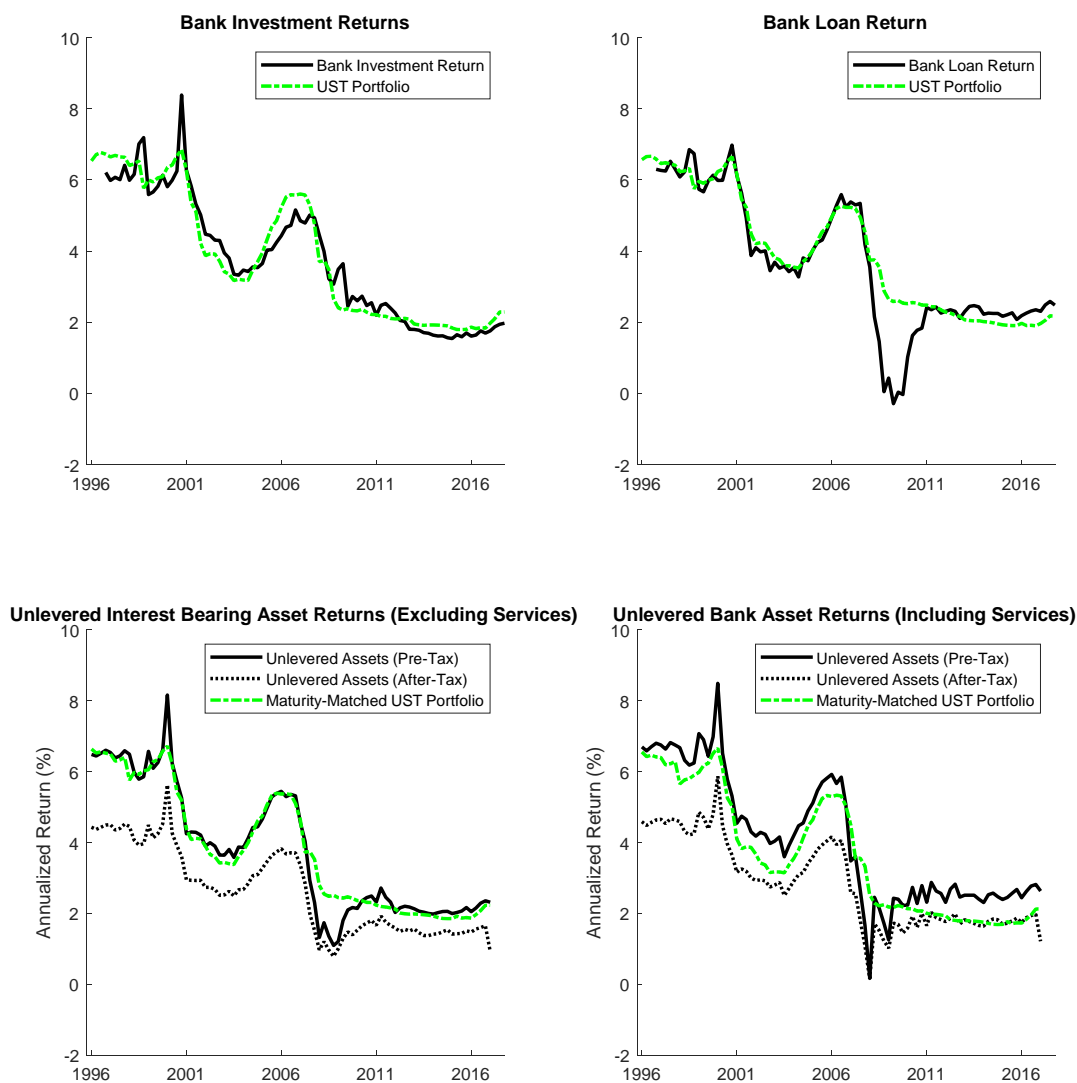 Bank Investment Returns
10
8
6
4
2
0
-2
1996 2001 2006 2011 2016
Bank Investment Return
UST Portfolio
Bank Loan Return
10
8
6
4
2
0
-2
1996 2001 2006 2011 2016
Bank Loan Return
UST Portfolio
Unlevered Interest Bearing Asset Returns (Excluding Services)
Annualized Return (%)
10
8
6
4
2
0
-2
1996 2001 2006 2011 2016
Unlevered Assets (Pre-Tax)
Unlevered Assets (After-Tax)
Maturity-Matched UST Portfolio
Unlevered Bank Asset Returns (Including Services)
Annualized Return (%)
10
8
6
4
2
0
-2
1996 2001 2006 2011 2016
Unlevered Assets (Pre-Tax)
Unlevered Assets (After-Tax)
Maturity-Matched UST Portfolio